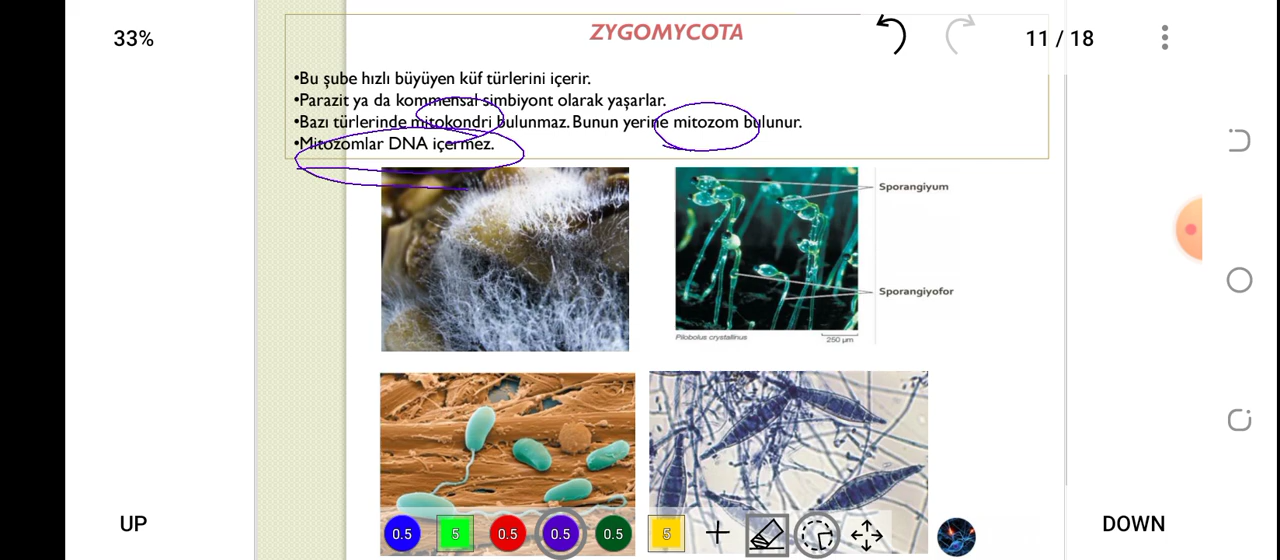 33%
ZYGOMYCOTA
11 / 18
•Bu şube hızlı büyüyen küf türlerini içerir.
•Parazit ya da kommensal simbiyont olarak yaşarlar.
•Bazı türlerinde mitokondri bulunmaz. Bunun yerine mitozom bulunur.
•Mitozomlar DNA içermez.
Sporangiyum
Sporangiyofor
Pilobolus crystallinus
250 µm
UP
0.5
5
0.5
0.5
0.5
5
DOWN